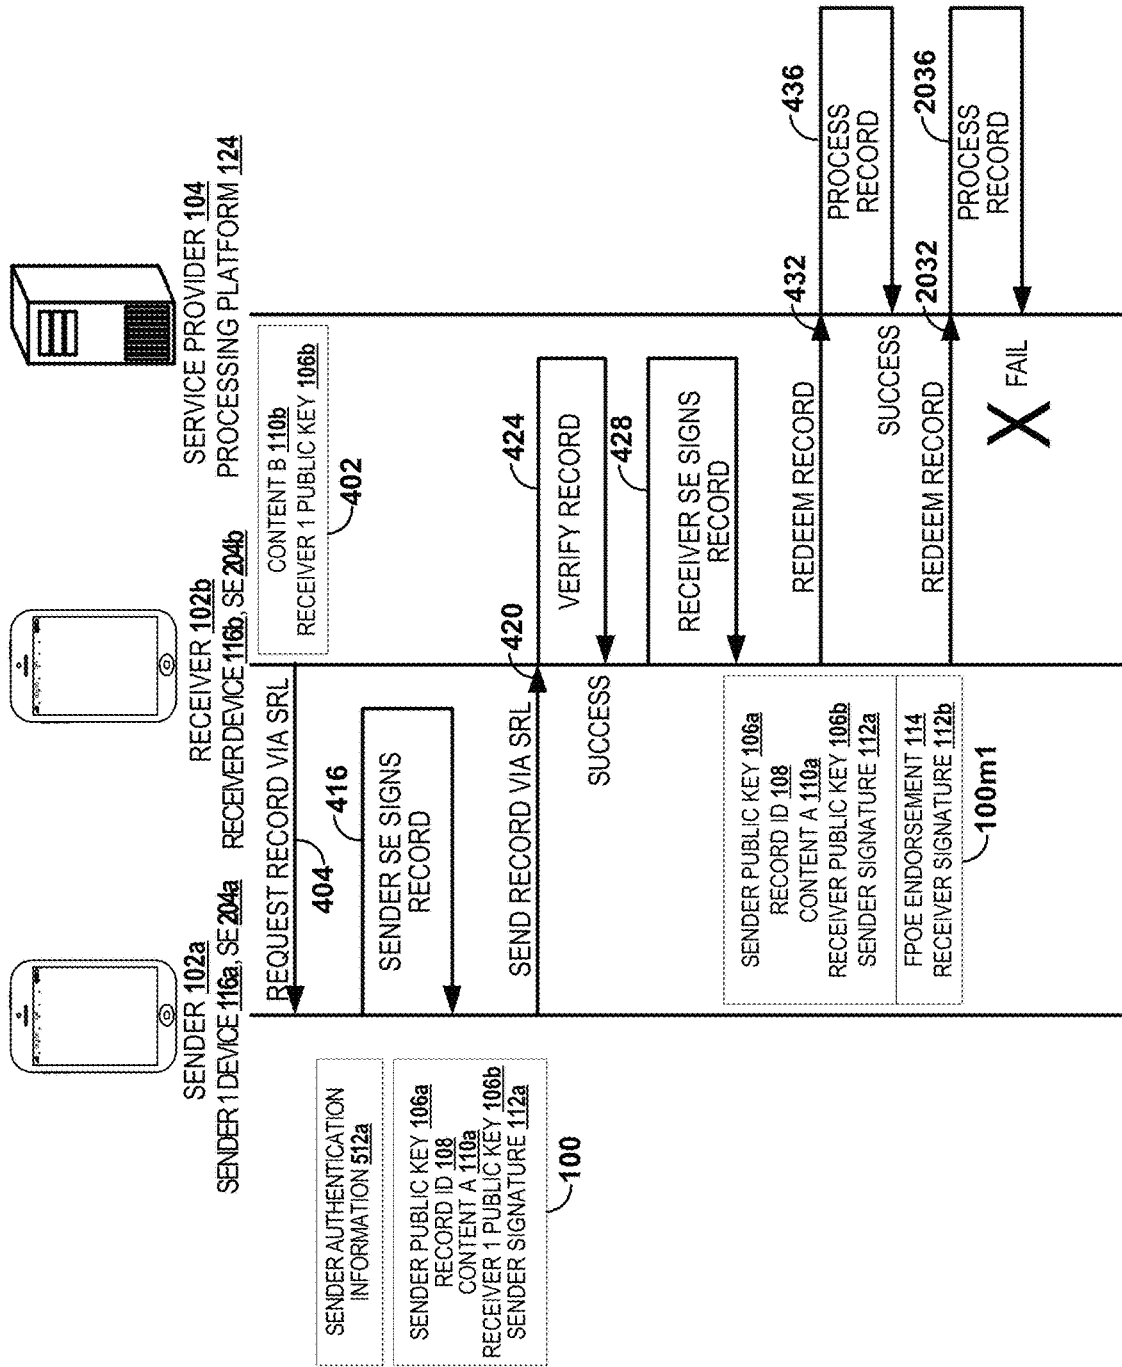 SENDER 102a
SENDER 1 DEVICE 116a, SE 204a
RECEIVER 102b
RECEIVER DEVICE 116b, SE 204b
SERVICE PROVIDER 104
PROCESSING PLATFORM 124
CONTENT B 110b
RECEIVER 1 PUBLIC KEY 106b
402
REQUEST RECORD VIA SRL
404
SENDER AUTHENTICATION
INFORMATION 512a
416
SENDER SE SIGNS
RECORD
SENDER PUBLIC KEY 106a
RECORD ID 108
CONTENT A 110a
RECEIVER 1 PUBLIC KEY 106b
SENDER SIGNATURE 112a
100
SEND RECORD VIA SRL
420
424
VERIFY RECORD
SUCCESS
428
RECEIVER SE SIGNS
RECORD
SENDER PUBLIC KEY 106a
RECORD ID 108
CONTENT A 110a
RECEIVER PUBLIC KEY 106b
SENDER SIGNATURE 112a
FPOE ENDORSEMENT 114
RECEIVER SIGNATURE 112b
100m1
REDEEM RECORD
432
436
PROCESS
RECORD
SUCCESS
REDEEM RECORD
2032
2036
PROCESS
RECORD
X FAIL